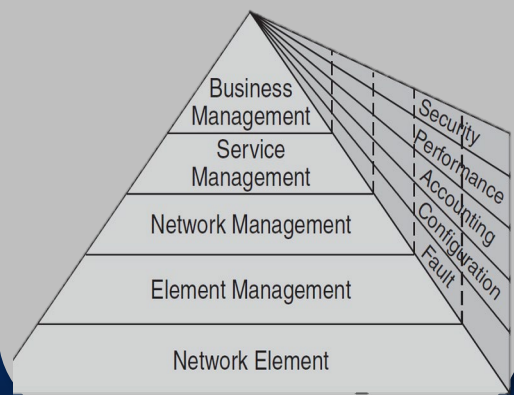 Business
Management
Service
Management
Network Management
Element Management
Network Element
Security
Performance
Accounting
Configuration
Fault